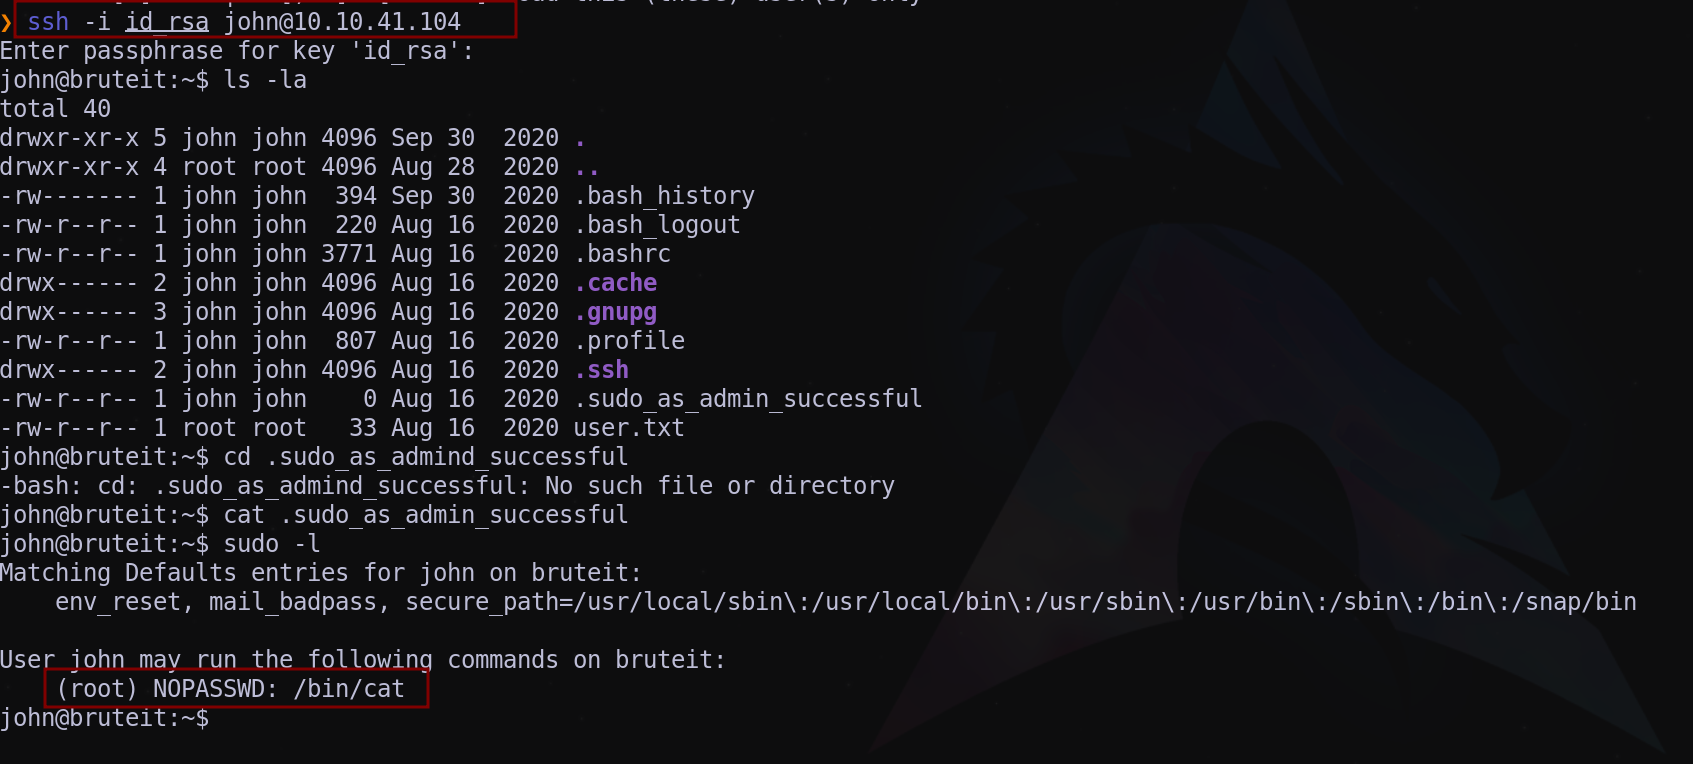 ❯ ssh -i id_rsa john@10.10.41.104
Enter passphrase for key 'id_rsa':
john@bruteit:~$ ls -la
total 40
drwxr-xr-x 5 john john 4096 Sep 30  2020 .
drwxr-xr-x 4 root root 4096 Aug 28  2020 ..
-rw------- 1 john john  394 Sep 30  2020 .bash_history
-rw-r--r-- 1 john john  220 Aug 16  2020 .bash_logout
-rw-r--r-- 1 john john 3771 Aug 16  2020 .bashrc
drwx------ 2 john john 4096 Aug 16  2020 .cache
drwx------ 3 john john 4096 Aug 16  2020 .gnupg
-rw-r--r-- 1 john john  807 Aug 16  2020 .profile
drwx------ 2 john john 4096 Aug 16  2020 .ssh
-rw-r--r-- 1 john john    0 Aug 16  2020 .sudo_as_admin_successful
-rw-r--r-- 1 root root   33 Aug 16  2020 user.txt
john@bruteit:~$ cd .sudo_as_admind_successful
-bash: cd: .sudo_as_admind_successful: No such file or directory
john@bruteit:~$ cat .sudo_as_admin_successful
john@bruteit:~$ sudo -l
Matching Defaults entries for john on bruteit:
    env_reset, mail_badpass, secure_path=/usr/local/sbin\:/usr/local/bin\:/usr/sbin\:/usr/bin\:/sbin\:/bin\:/snap/bin
User john may run the following commands on bruteit:
    (root) NOPASSWD: /bin/cat
john@bruteit:~$